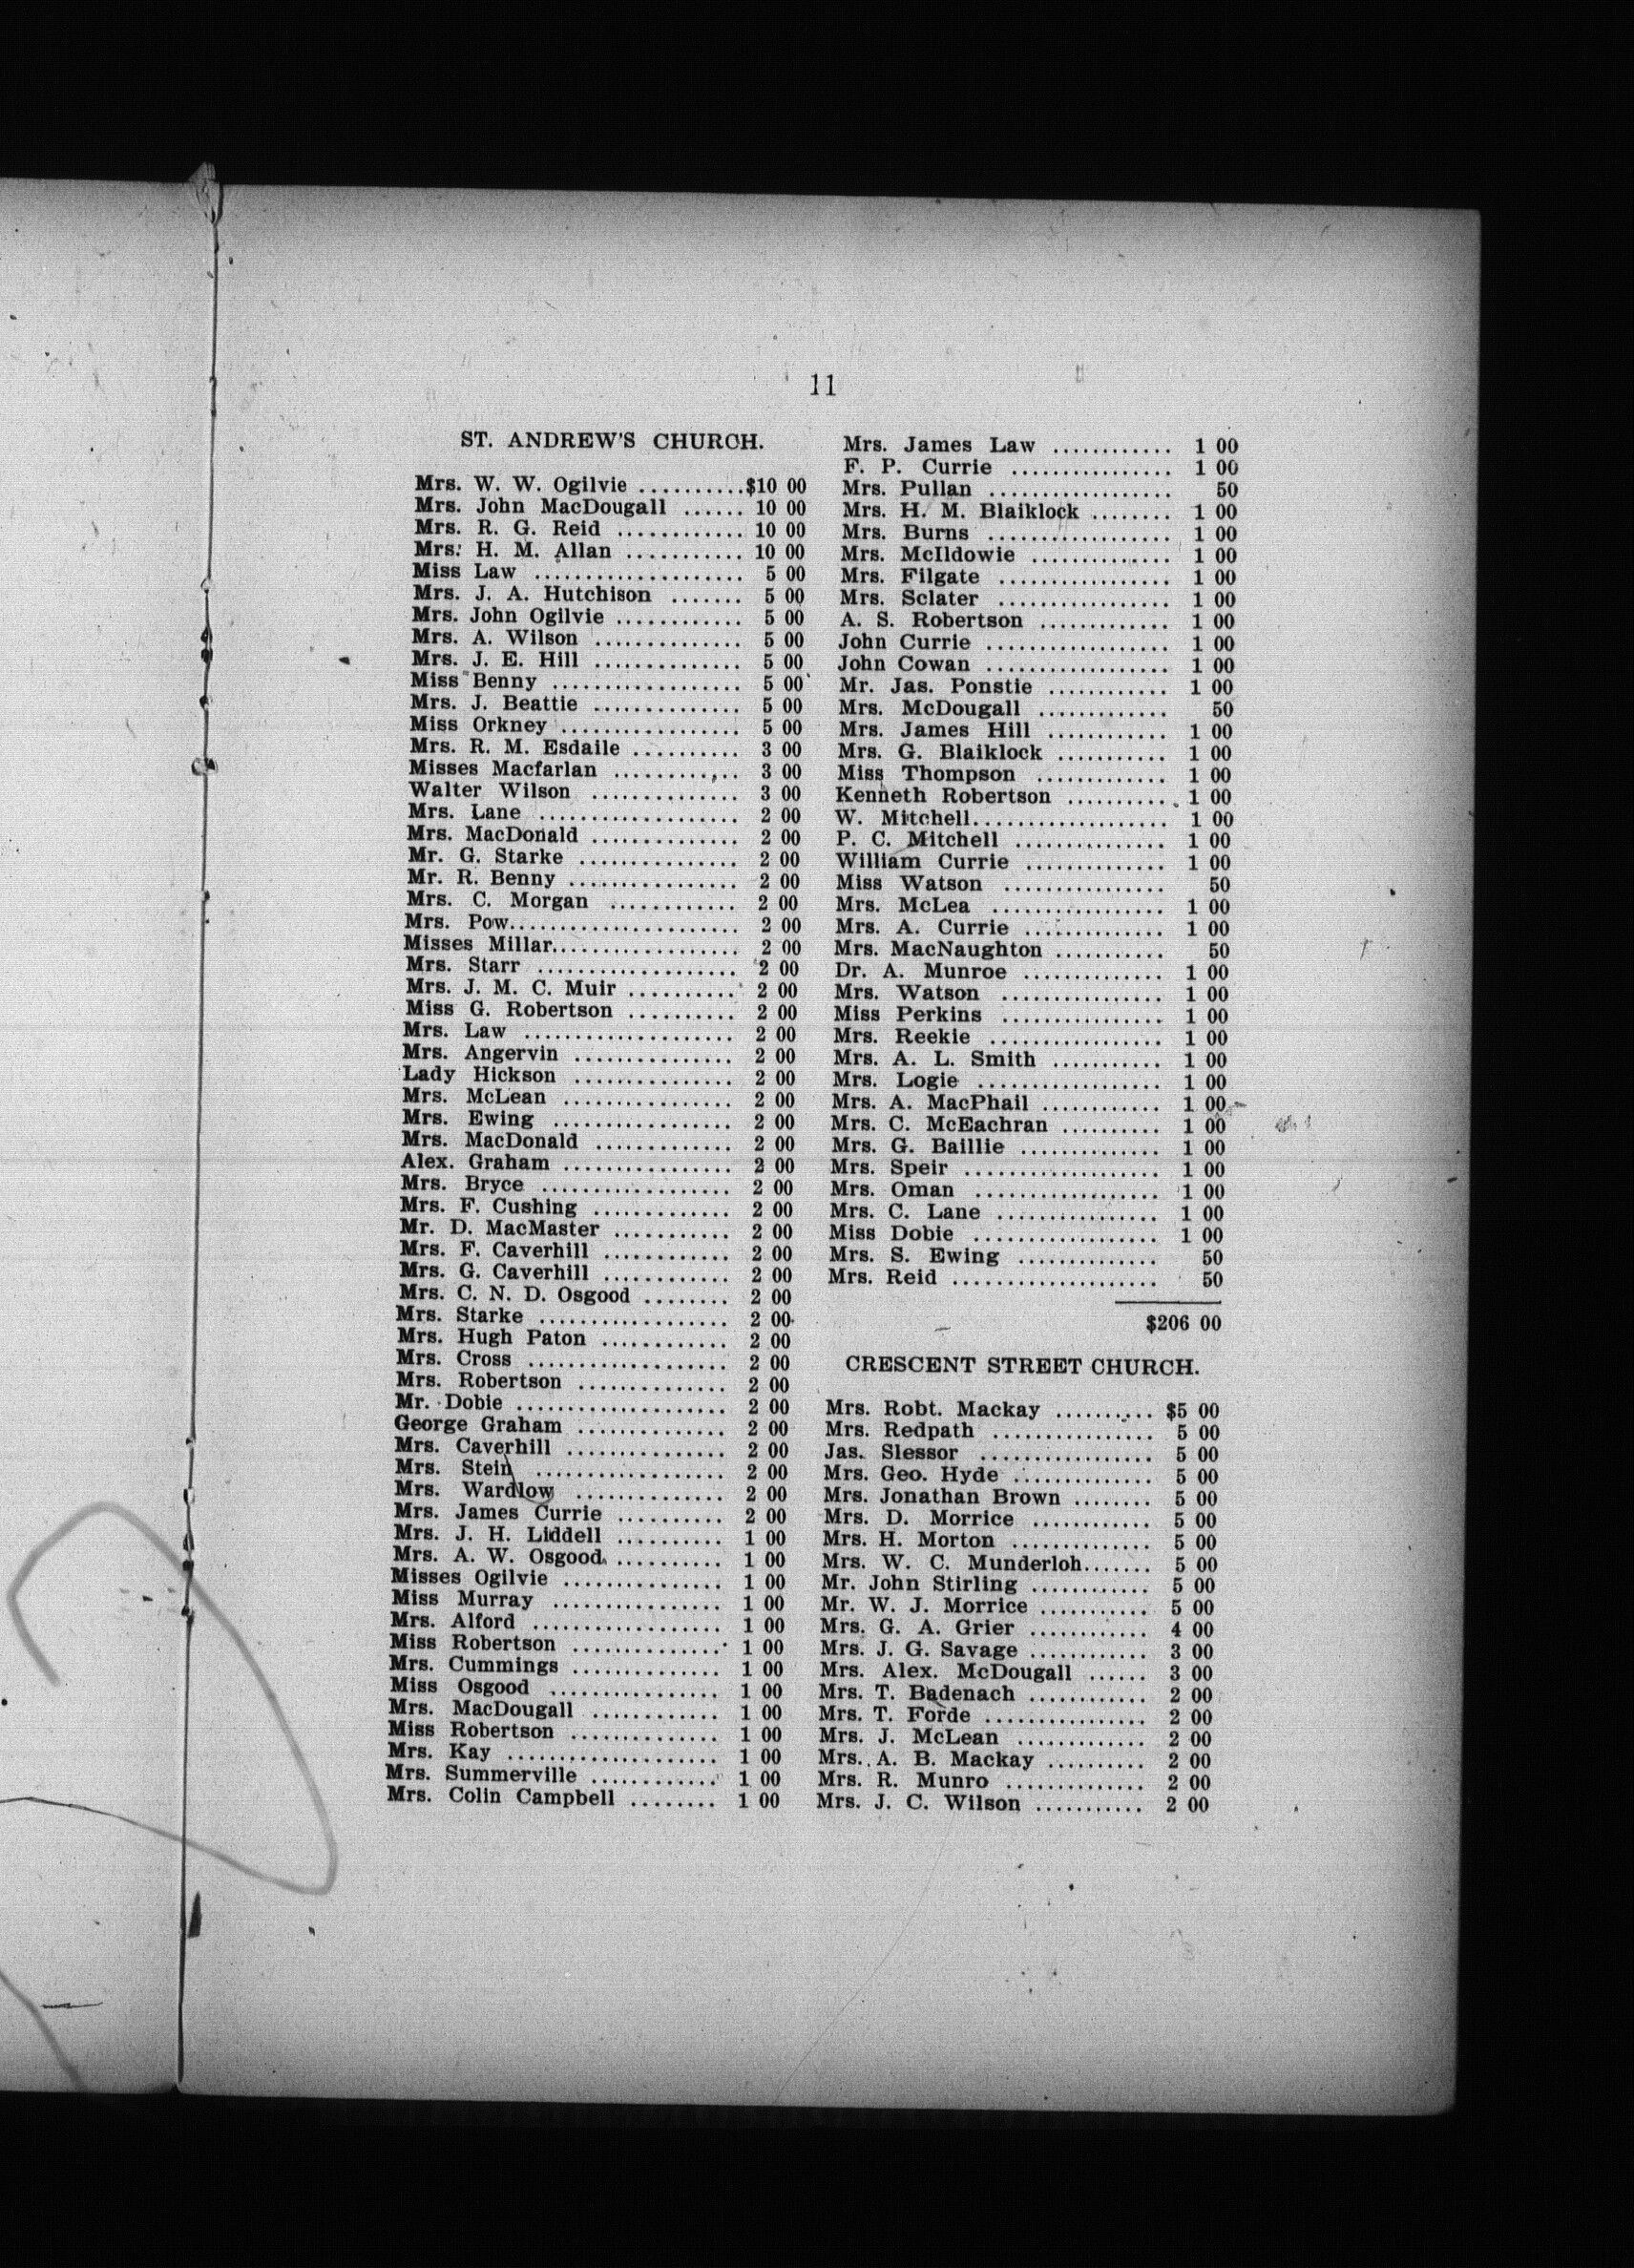 11
ST. ANDREW'S CHURCH.
Mrs. W. W. Ogilvie ..........$10 00
Mrs. John MacDougall ...... 10 00
Mrs. R. G. Reid ............ 10 00
Mrs. H. M. Allan ........... 10 00
Miss Law .................... 5 00
Mrs. J. A. Hutchison ....... 5 00
Mrs. John Ogilvie ............ 5 00
Mrs. A. Wilson .............. 5 00
Mrs. J. E. Hill .............. 5 00
Miss Benny .................. 5 00
Mrs. J. Beattie .............. 5 00
Miss Orkney ................. 5 00
Mrs. R. M. Esdaile .......... 3 00
Misses Macfarlan ............ 3 00
Walter Wilson .............. 3 00
Mrs. Lane ................... 2 00
Mrs. MacDonald .............. 2 00
Mr. G. Starke ............... 2 00
Mr. R. Benny ................ 2 00
Mrs. C. Morgan ............ 2 00
Mrs. Pow...................... 2 00
Misses Millar.................. 2 00
Mrs. Starr ................... 2 00
Mrs. J. M. C. Muir .......... 2 00
Miss G. Robertson .......... 2 00
Mrs. Law .................... 2 00
Mrs. Angervin ............... 2 00
Lady Hickson ............... 2 00
Mrs. McLean ................ 2 00
Mrs. Ewing ................. 2 00
Mrs. MacDonald ............. 2 00
Alex. Graham ................ 2 00
Mrs. Bryce .................. 2 00
Mrs. F. Cushing ............. 2 00
Mr. D. MacMaster ........... 2 00
Mrs. F. Caverhill ............ 2 00
Mrs. G. Caverhill ............ 2 00
Mrs. C. N. D. Osgood ........ 2 00
Mrs. Starke .................. 2 00
Mrs. Hugh Paton ............ 2 00
Mrs. Cross ................... 2 00
Mrs. Robertson .............. 2 00
Mr. Dobie .................... 2 00
George Graham .............. 2 00
Mrs. Caverhill ............... 2 00
Mrs. Stein .................. 2 00
Mrs. Wardlow .............. 2 00
Mrs. James Currie .......... 2 00
Mrs. J. H. Liddell .......... 1 00
Mrs. A. W. Osgood .......... 1 00
Misses Ogilvie ............... 1 00
Miss Murray ................ 1 00
Mrs. Alford .................. 1 00
Miss Robertson .............. 1 00
Mrs. Cummings .............. 1 00
Miss Osgood ................ 1 00
Mrs. MacDougall ............ 1 00
Miss Robertson .............. 1 00
Mrs. Kay .................... 1 00
Mrs. Summerville ............ 1 00
Mrs. Colin Campbell ........ 1 00
Mrs. James Law ............ 1 00
F. P. Currie ................ 1 00
Mrs. Pullan .................. 50
Mrs. H. M. Blaiklock ........ 1 00
Mrs. Burns .................. 1 00
Mrs. McIldowie .............. 1 00
Mrs. Filgate ................. 1 00
Mrs. Sclater ................. 1 00
A. S. Robertson ............. 1 00
John Currie .................. 1 00
John Cowan .................. 1 00
Mr. Jas. Ponstie ............ 1 00
Mrs. McDougall ............. 50
Mrs. James Hill ............ 1 00
Mrs. G. Blaiklock ........... 1 00
Miss Thompson ............. 1 00
Kenneth Robertson .......... 1 00
W. Mitchell................... 1 00
P. C. Mitchell ............... 1 00
William Currie .............. 1 00
Miss Watson ................ 50
Mrs. McLea ................. 1 00
Mrs. A. Currie .............. 1 00
Mrs. MacNaughton ........... 50
Dr. A. Munroe .............. 1 00
Mrs. Watson ................ 1 00
Miss Perkins ................ 1 00
Mrs. Reekie ................. 1 00
Mrs. A. L. Smith ........... 1 00
Mrs. Logie .................. 1 00
Mrs. A. MacPhail ............ 1 00
Mrs. C. McEachran .......... 1 00
Mrs. G. Baillie .............. 1 00
Mrs. Speir ................... 1 00
Mrs. Oman .................. 1 00
Mrs. C. Lane ................ 1 00
Miss Dobie .................. 1 00
Mrs. S. Ewing .............. 50
Mrs. Reid .................... 50
$206 00
CRESCENT STREET CHURCH.
Mrs. Robt. Mackay .......... $5 00
Mrs. Redpath ................ 5 00
Jas. Slessor ................. 5 00
Mrs. Geo. Hyde .............. 5 00
Mrs. Jonathan Brown ........ 5 00
Mrs. D. Morrice ............ 5 00
Mrs. H. Morton .............. 5 00
Mrs. W. C. Munderloh....... 5 00
Mr. John Stirling ............ 5 00
Mr. W. J. Morrice ........... 5 00
Mrs. G. A. Grier ............ 4 00
Mrs. J. G. Savage ............ 3 00
Mrs. Alex. McDougall ...... 3 00
Mrs. T. Badenach ............ 2 00
Mrs. T. Forde ................ 2 00
Mrs. J. McLean ............. 2 00
Mrs. A. B. Mackay .......... 2 00
Mrs. R. Munro .............. 2 00
Mrs. J. C. Wilson ........... 2 00